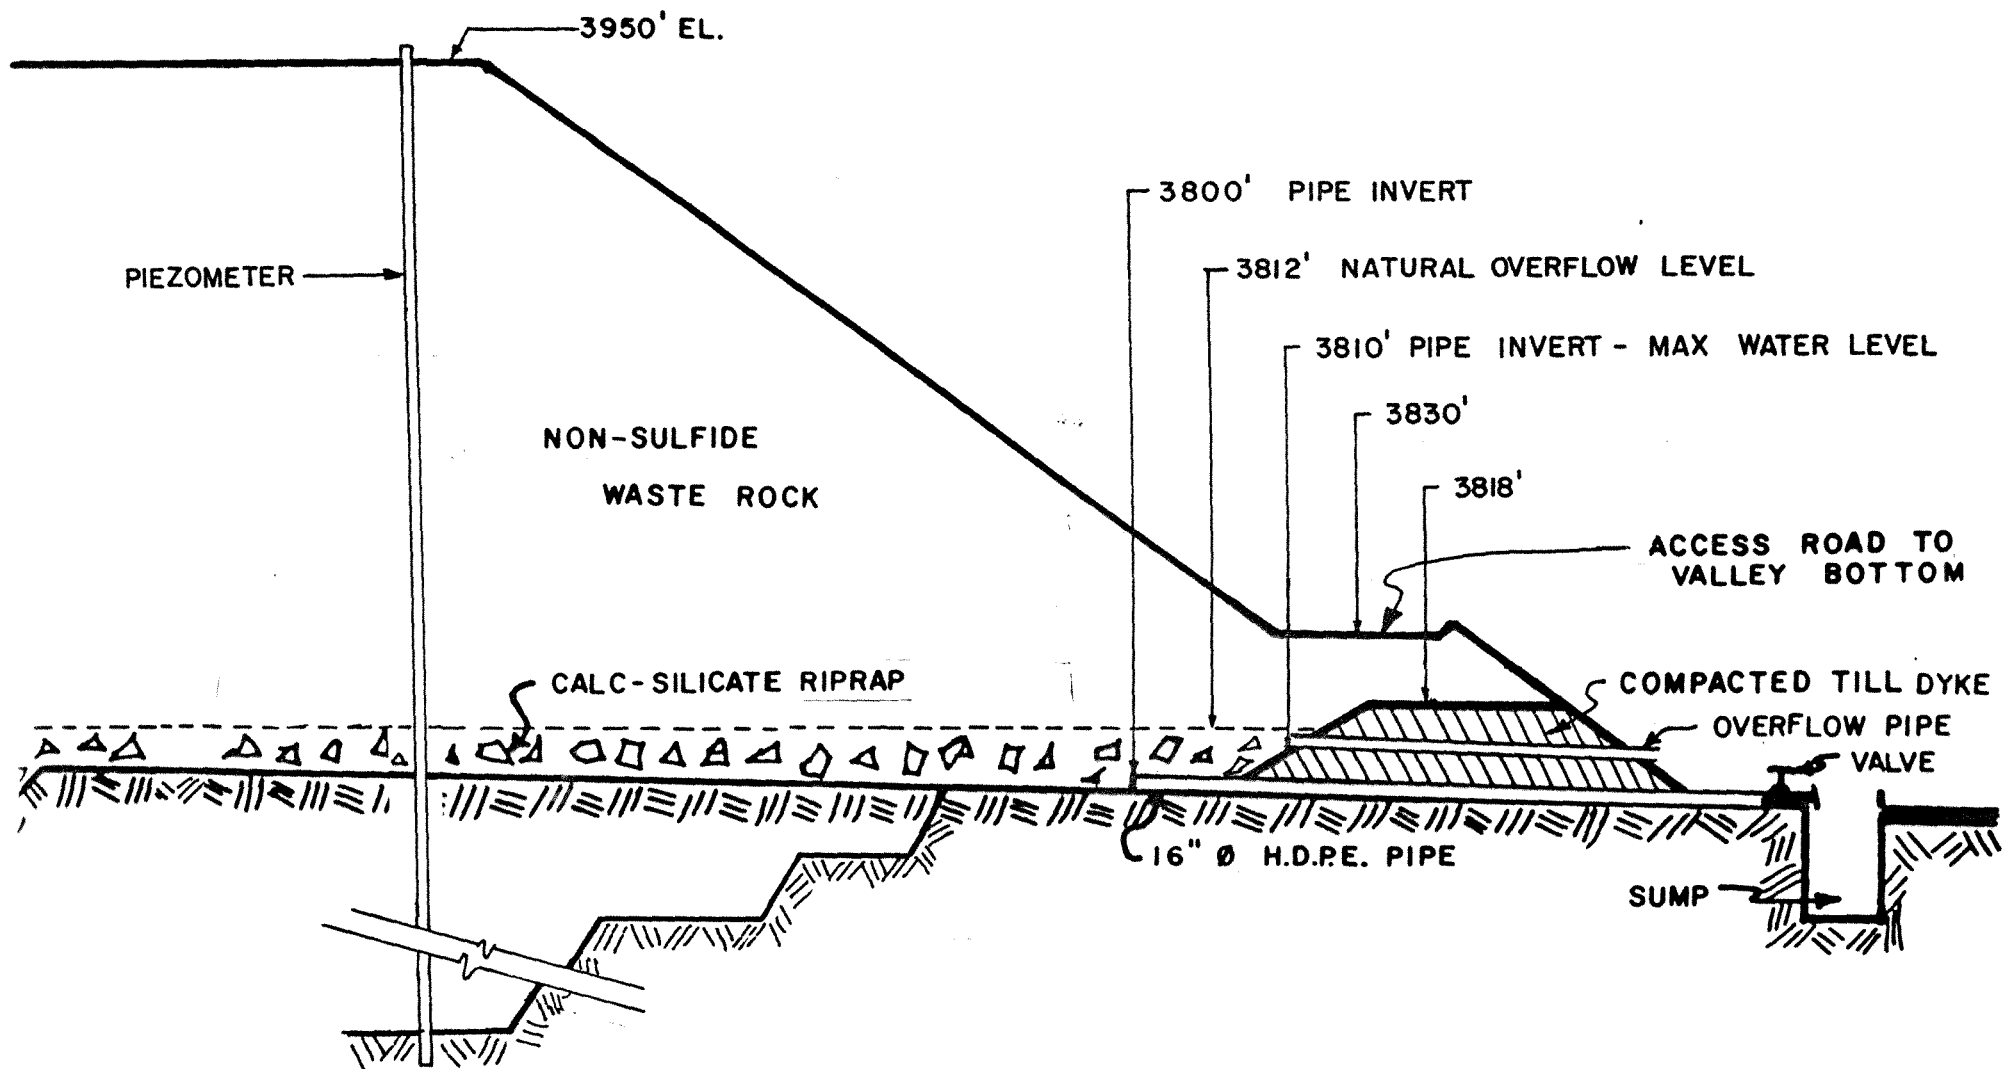 3950' EL.
3800' PIPE INVERT
3812' NATURAL OVERFLOW LEVEL
PIEZOMETER
3810' PIPE INVERT - MAX WATER LEVEL
3830'
NON-SULFIDE
WASTE ROCK
3818'
ACCESS ROAD TO
VALLEY BOTTOM
CALC-SILICATE RIPRAP
COMPACTED TILL DYKE
OVERFLOW PIPE
VALVE
16" Ø H.D.P.E. PIPE
SUMP